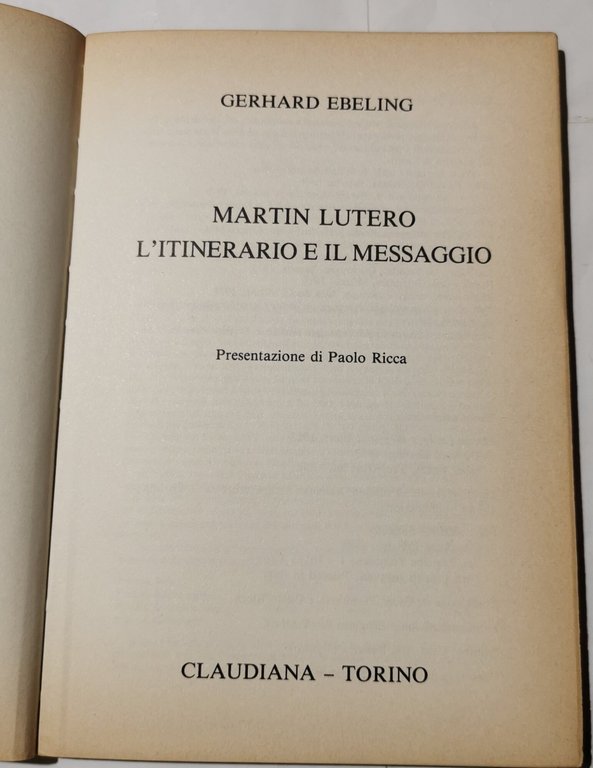 GERHARD EBELING
MARTIN LUTERO
L'ITINERARIO E IL MESSAGGIO
Presentazione di Paolo Ricca
CLAUDIANA – TORINO